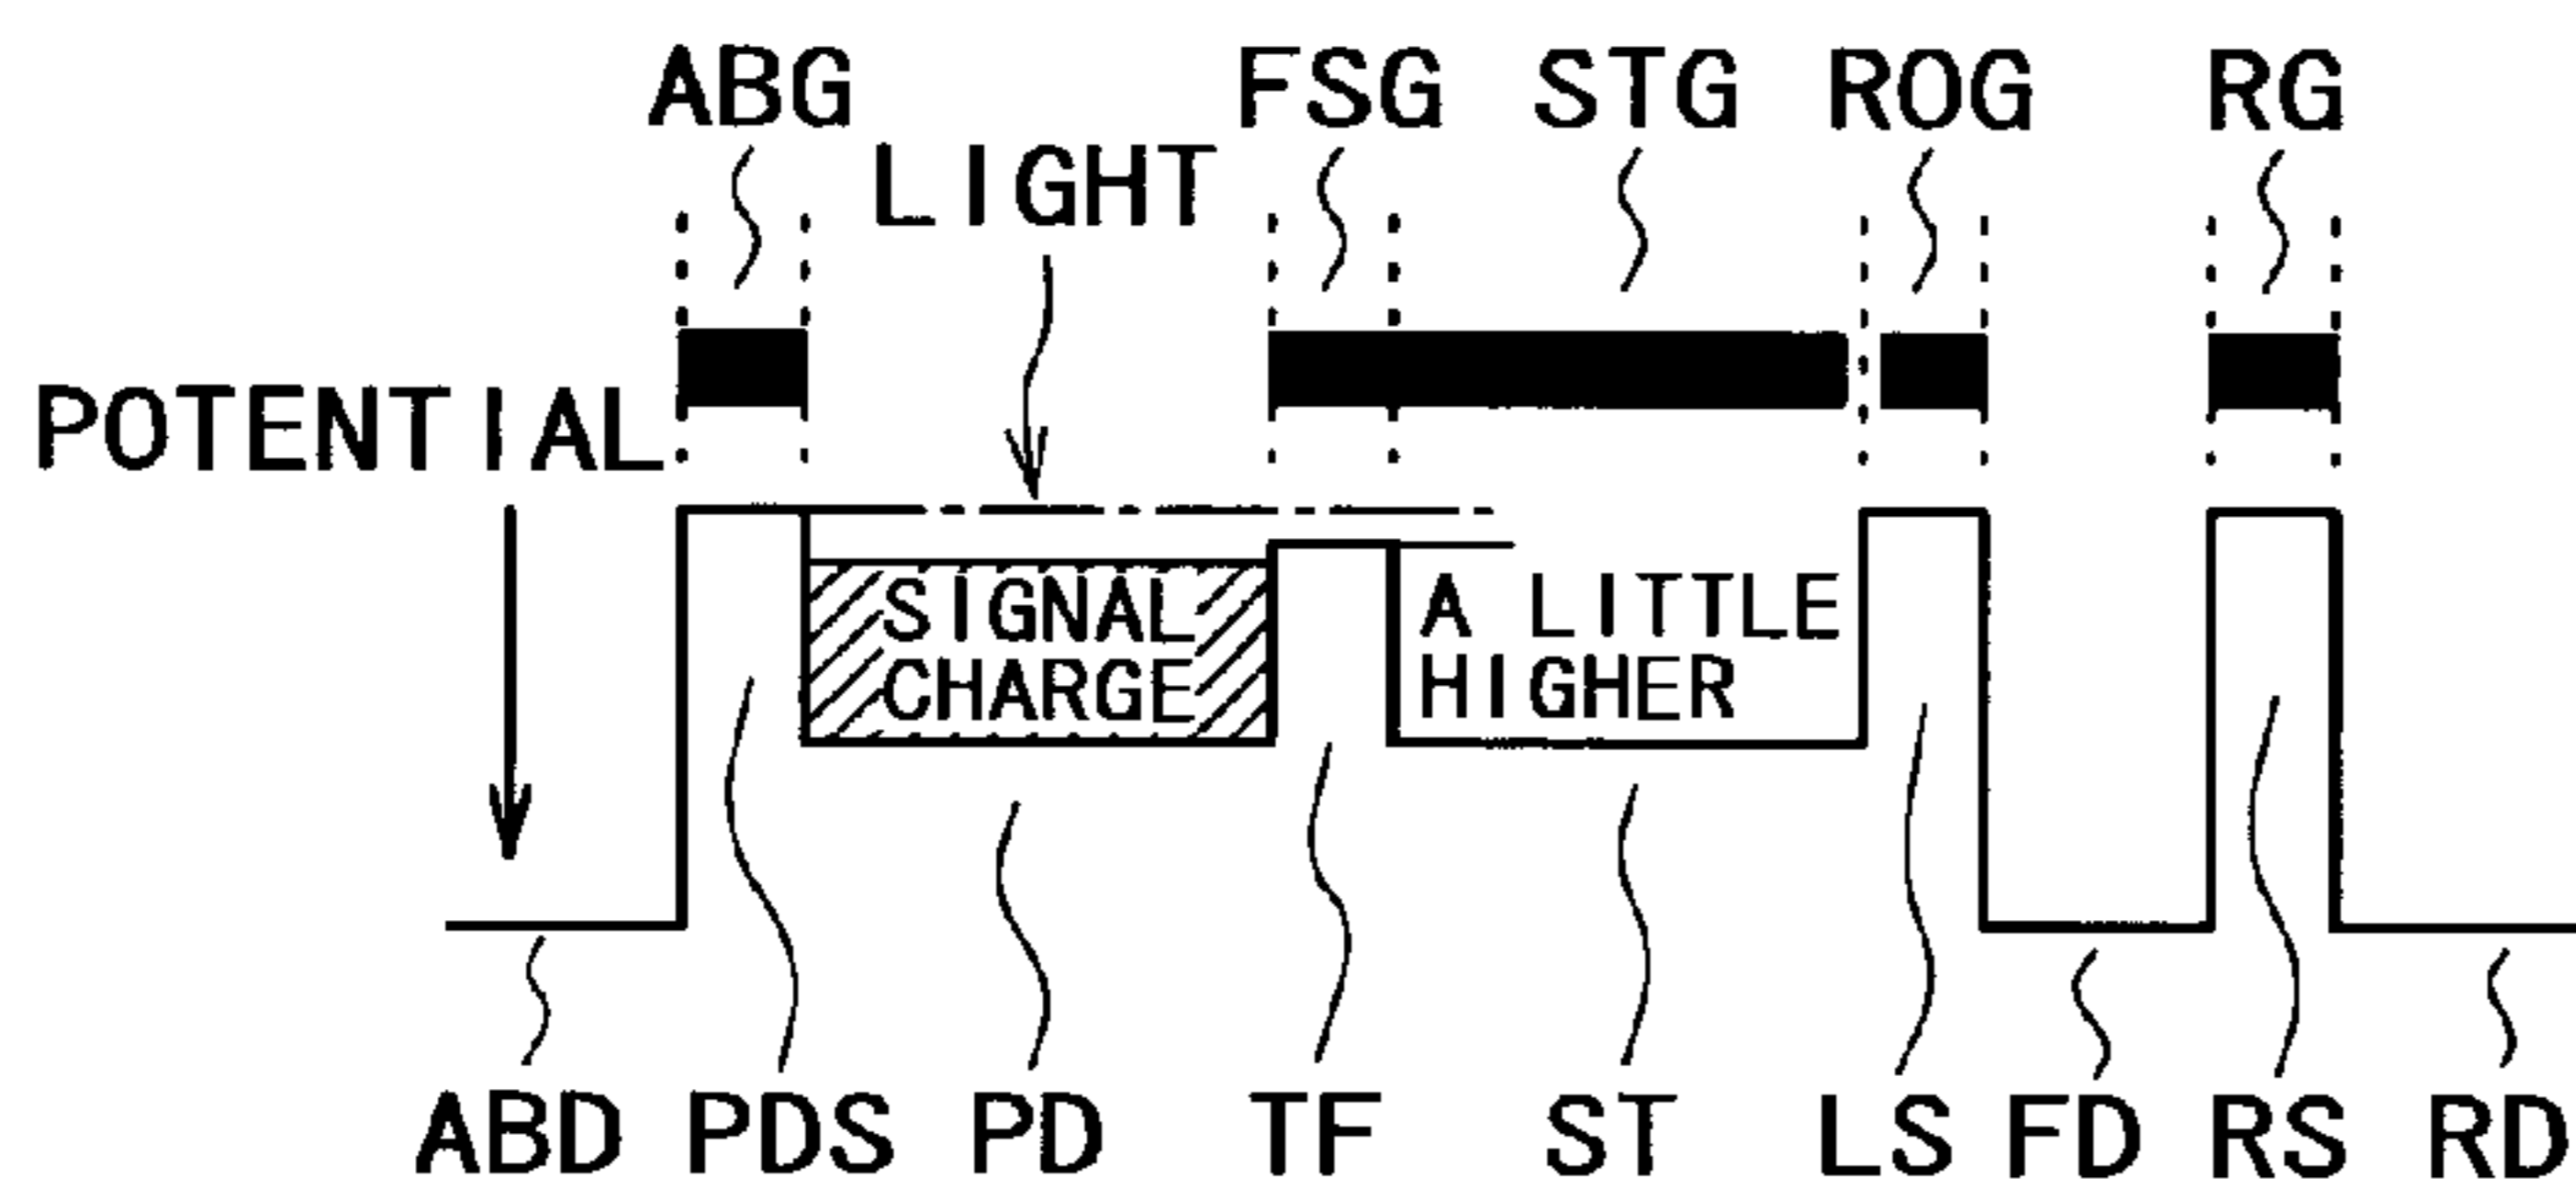 ABG FSG STG ROG RG
LIGHT
POTENTIAL
SIGNAL
CHARGE
A LITTLE
HIGHER
ABD PDS PD TF ST LS FD RS RD